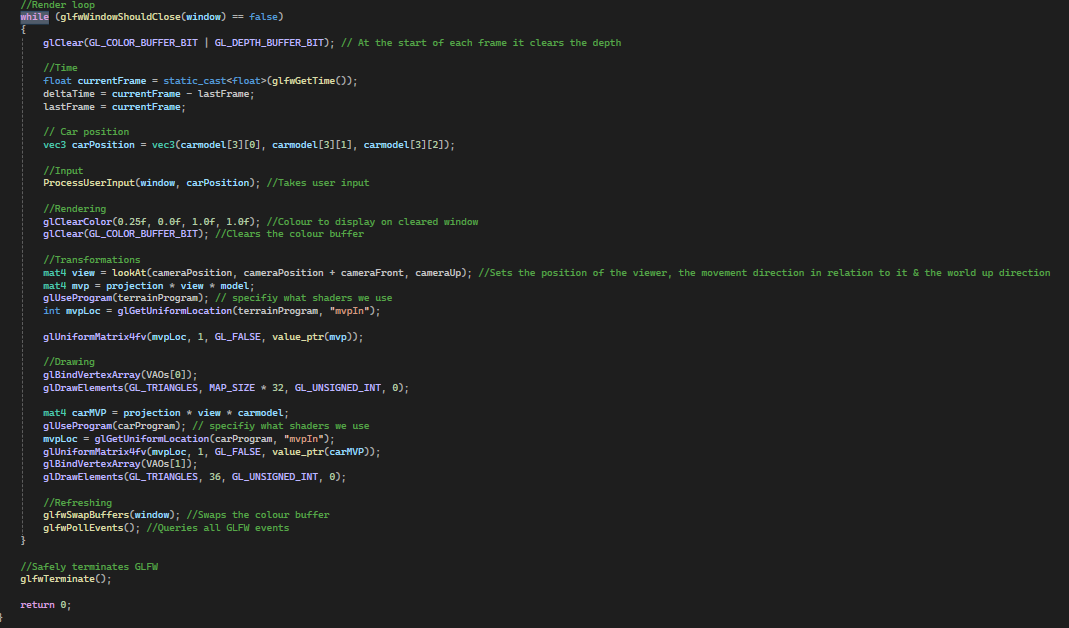 //Render loop
while (glfwWindowShouldClose(window) == false)
{
glClear(GL_COLOR_BUFFER_BIT | GL_DEPTH_BUFFER_BIT); // At the start of each frame it clears the depth
//Time
float currentFrame = static_cast<float>(glfwGetTime());
deltaTime = currentFrame - lastFrame;
lastFrame = currentFrame;
// Car position
vec3 carPosition = vec3(carmodel[3][0], carmodel[3][1], carmodel[3][2]);
//Input
ProcessUserInput(window, carPosition); //Takes user input
//Rendering
glClearColor(0.25f, 0.0f, 1.0f, 1.0f); //Colour to display on cleared window
glClear(GL_COLOR_BUFFER_BIT); //Clears the colour buffer
//Transformations
mat4 view = lookAt(cameraPosition, cameraPosition + cameraFront, cameraUp); //Sets the position of the viewer, the movement direction in relation to it & the world up direction
mat4 mvp = projection * view * model;
glUseProgram(terrainProgram); // specifiy what shaders we use
int mvpLoc = glGetUniformLocation(terrainProgram, "mvpIn");
glUniformMatrix4fv(mvpLoc, 1, GL_FALSE, value_ptr(mvp));
//Drawing
glBindVertexArray(VAOs[0]);
glDrawElements(GL_TRIANGLES, MAP_SIZE * 32, GL_UNSIGNED_INT, 0);
mat4 carMVP = projection * view * carmodel;
glUseProgram(carProgram); // specifiy what shaders we use
mvpLoc = glGetUniformLocation(carProgram, "mvpIn");
glUniformMatrix4fv(mvpLoc, 1, GL_FALSE, value_ptr(carMVP));
glBindVertexArray(VAOs[1]);
glDrawElements(GL_TRIANGLES, 36, GL_UNSIGNED_INT, 0);
//Refreshing
glfwSwapBuffers(window); //Swaps the colour buffer
glfwPollEvents(); //Queries all GLFW events
}
//Safely terminates GLFW
glfwTerminate();
return 0;
}